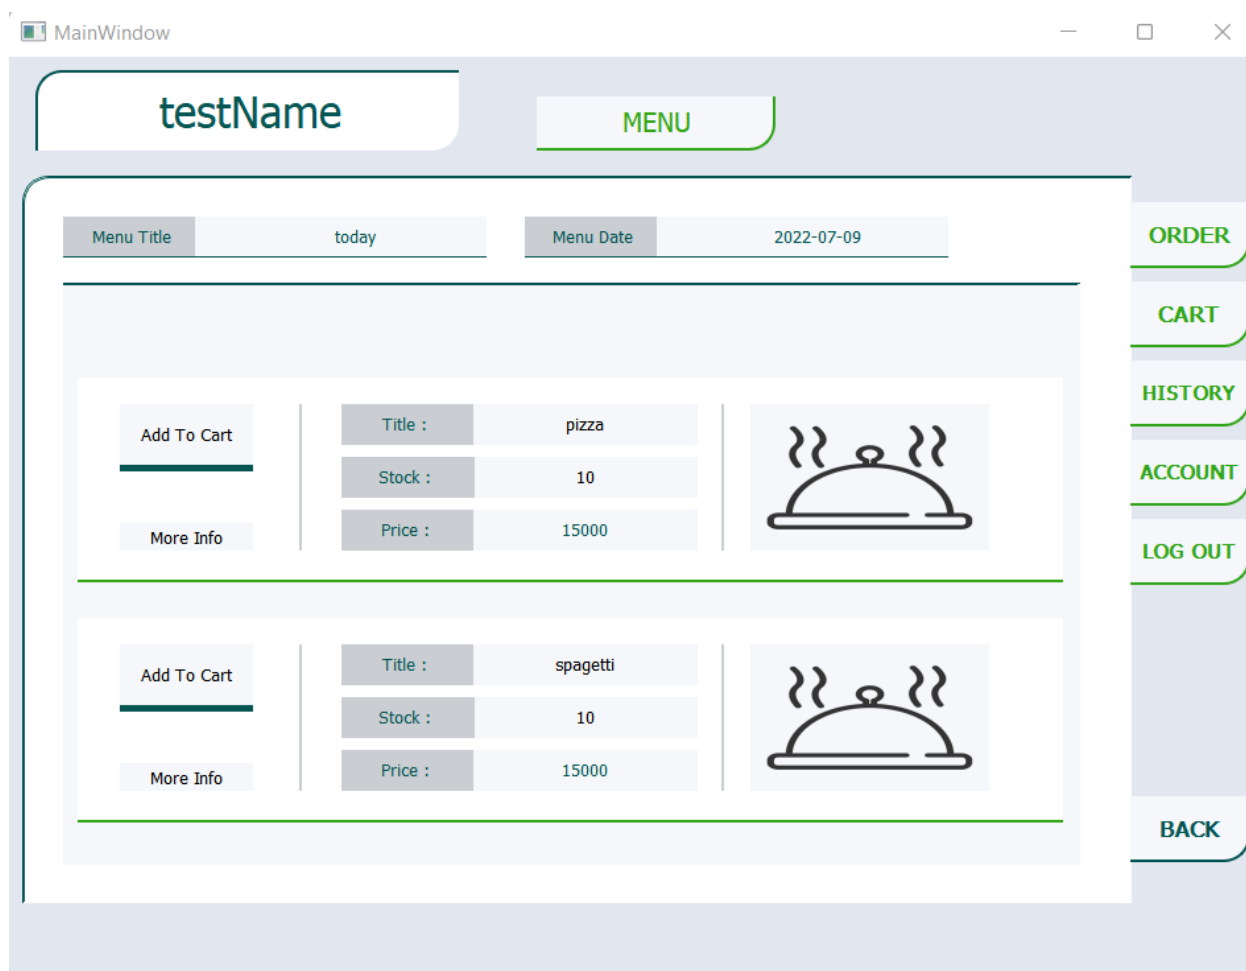 MainWindow
testName
MENU
Menu Title today Menu Date 2022-07-09
ORDER
CART
HISTORY
ACCOUNT
LOG OUT
BACK
Add To Cart
More Info
Title : pizza
Stock : 10
Price : 15000
Add To Cart
More Info
Title : spagetti
Stock : 10
Price : 15000